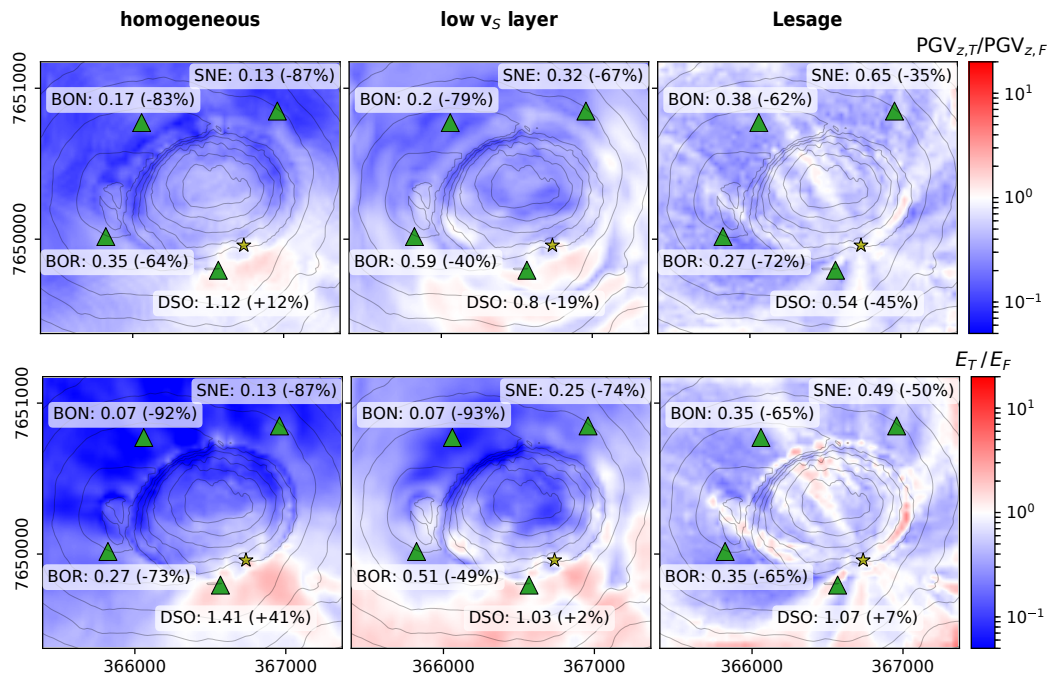 homogeneous low v_S layer Lesage
PGV_{z,T}/PGV_{z,F}
7651000
7650000
SNE: 0.13 (-87%)
BON: 0.17 (-83%)
BOR: 0.35 (-64%)
DSO: 1.12 (+12%)
SNE: 0.32 (-67%)
BON: 0.2 (-79%)
BOR: 0.59 (-40%)
DSO: 0.8 (-19%)
SNE: 0.65 (-35%)
BON: 0.38 (-62%)
BOR: 0.27 (-72%)
DSO: 0.54 (-45%)
10^1
10^0
10^{−1}
E_T / E_F
7651000
7650000
SNE: 0.13 (-87%)
BON: 0.07 (-92%)
BOR: 0.27 (-73%)
DSO: 1.41 (+41%)
SNE: 0.25 (-74%)
BON: 0.07 (-93%)
BOR: 0.51 (-49%)
DSO: 1.03 (+2%)
SNE: 0.49 (-50%)
BON: 0.35 (-65%)
BOR: 0.35 (-65%)
DSO: 1.07 (+7%)
10^1
10^0
10^{−1}
366000 367000 366000 367000 366000 367000